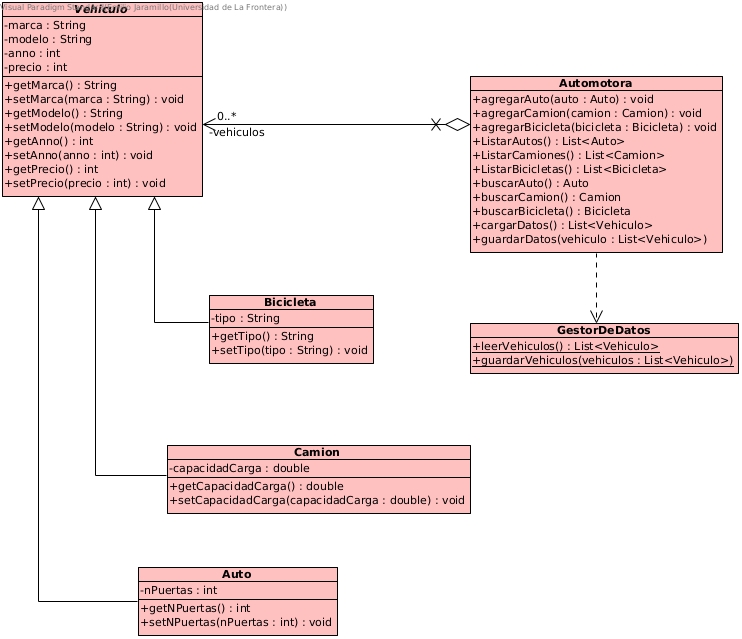 Visual Paradigm Jaramillo(Universidad de La Frontera))
Vehiculo
-marca : String
-modelo : String
-anno : int
-precio : int
+getMarca() : String
+setMarca(marca : String) : void
+getModelo() : String
+setModelo(modelo : String) : void
+getAnno() : int
+setAnno(anno : int) : void
+getPrecio() : int
+setPrecio(precio : int) : void
0..*
-vehiculos
Automotora
+agregarAuto(auto : Auto) : void
+agregarCamion(camion : Camion) : void
+agregarBicicleta(bicicleta : Bicicleta) : void
+ListarAutos() : List<Auto>
+ListarCamiones() : List<Camion>
+ListarBicicletas() : List<Bicicleta>
+buscarAuto() : Auto
+buscarCamion() : Camion
+buscarBicicleta() : Bicicleta
+cargarDatos() : List<Vehiculo>
+guardarDatos(vehiculo : List<Vehiculo>)
Bicicleta
-tipo : String
+getTipo() : String
+setTipo(tipo : String) : void
GestorDeDatos
+leerVehiculos() : List<Vehiculo>
+guardarVehiculos(vehiculos : List<Vehiculo>)
Camion
-capacidadCarga : double
+getCapacidadCarga() : double
+setCapacidadCarga(capacidadCarga : double) : void
Auto
-nPuertas : int
+getNPuertas() : int
+setNPuertas(nPuertas : int) : void